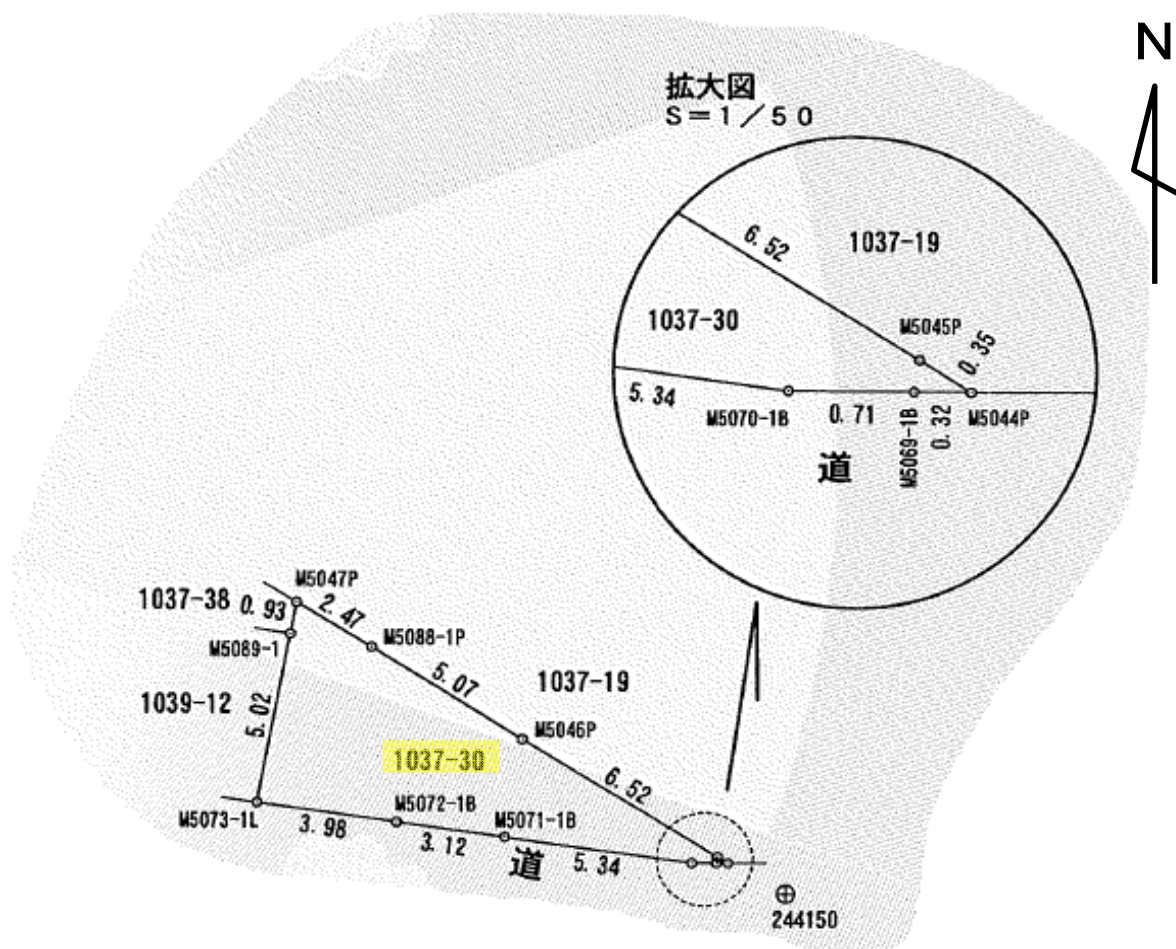 N
拡大図
S=1/50
6.52
1037-19
1037-30
M5045P
0.35
5.34
M5070-1B
0.71
M5069-1B
0.32
M5044P
道
M5047P
1037-38
0.93
2.47
M5089-1
M5088-1P
5.07
1037-19
1039-12
5.02
M5046P
1037-30
6.52
M5073-1L
3.98
M5072-1B
3.12
M5071-1B
道
5.34
244150